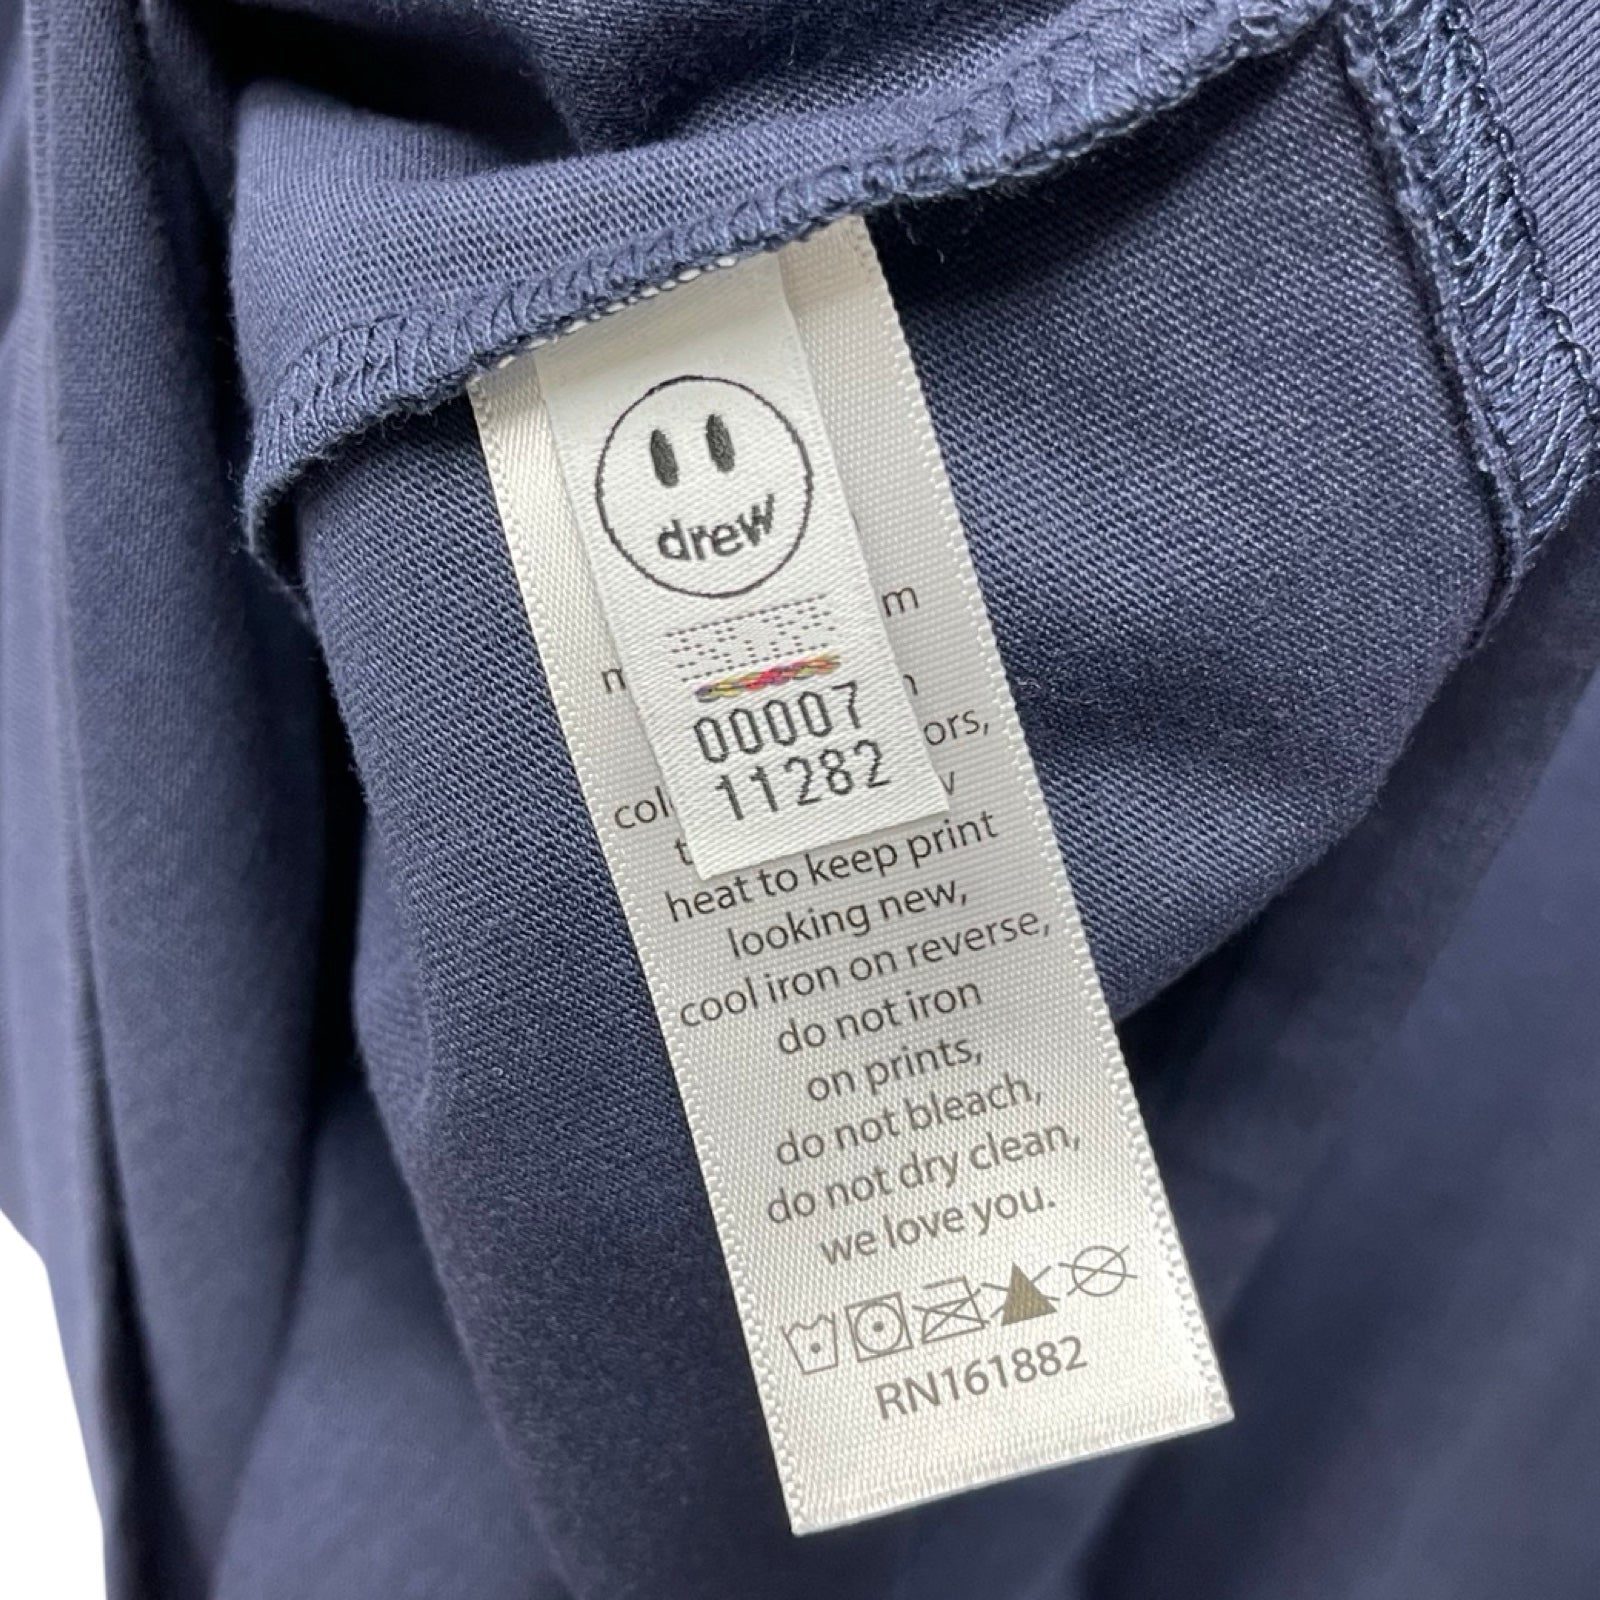 drew
00007
11282
ors,
heat to keep print
looking new,
cool iron on reverse,
do not iron
on prints,
do not bleach,
do not dry clean,
we love you.
RN161882